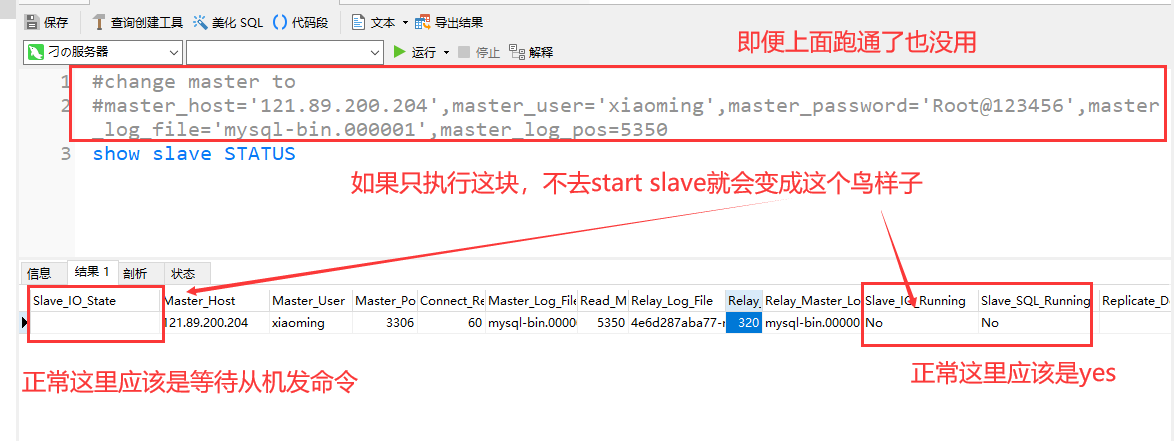 保存 查询创建工具 美化 SQL () 代码段 文本 导出结果
刁の服务器 运行 停止 解释
即便上面跑通了也没用
1 #change master to
2 #master_host='121.89.200.204',master_user='xiaoming',master_password='Root@123456',master
_log_file='mysql-bin.000001',master_log_pos=5350
3 show slave STATUS
如果只执行这块，不去start slave就会变成这个鸟样子
信息 结果 1 剖析 状态
Slave_IO_State Master_Host Master_User Master_Po Connect_Re Master_Log_File Read_M Relay_Log_File Relay_ Relay_Master_Lo Slave_IO_Running Slave_SQL_Running Replicate_D
121.89.200.204 xiaoming 3306 60 mysql-bin.0000 5350 4e6d287aba77-r 320 mysql-bin.00000 No No
正常这里应该是等待从机发命令
正常这里应该是yes